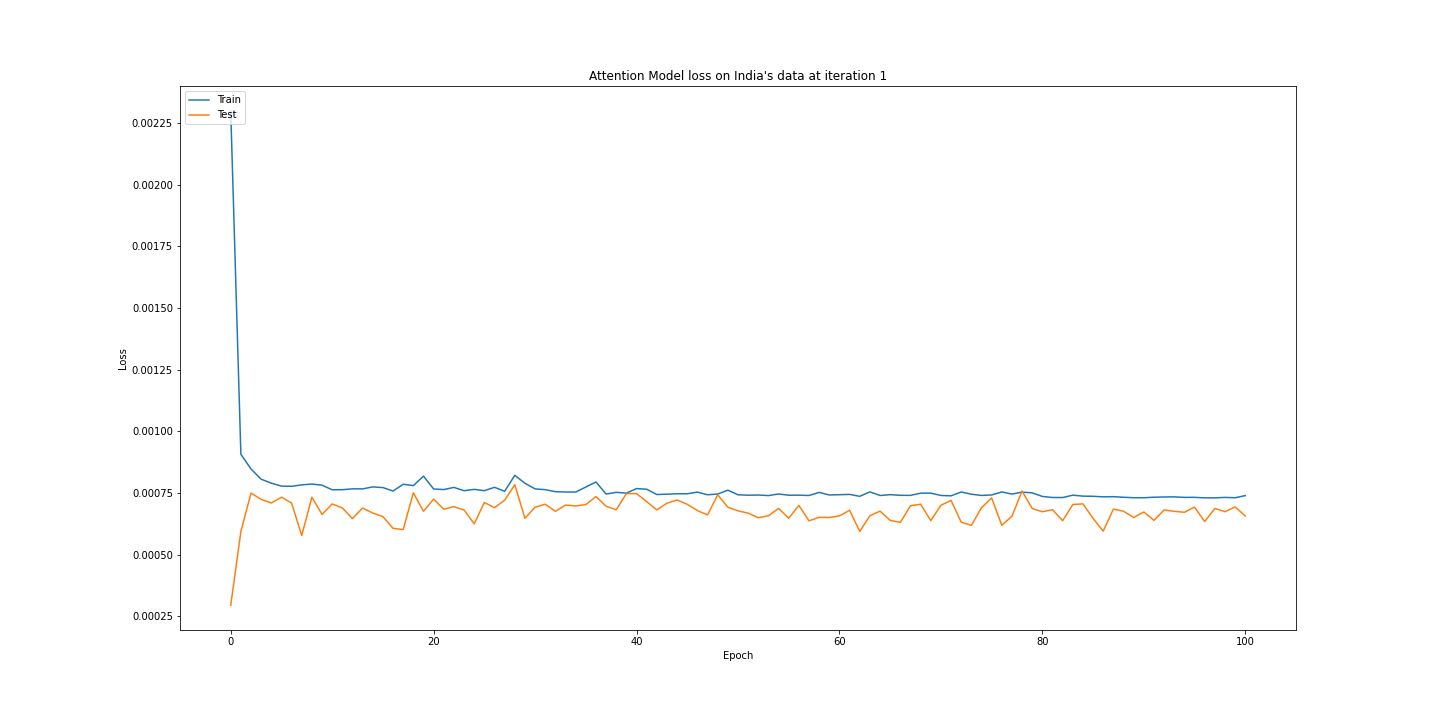 Attention Model loss on India's data at iteration 1
Train
Test
0.00225
0.00200
0.00175
0.00150
0.00125
0.00100
0.00075
0.00050
0.00025
Loss
0 20 40 60 80 100
Epoch